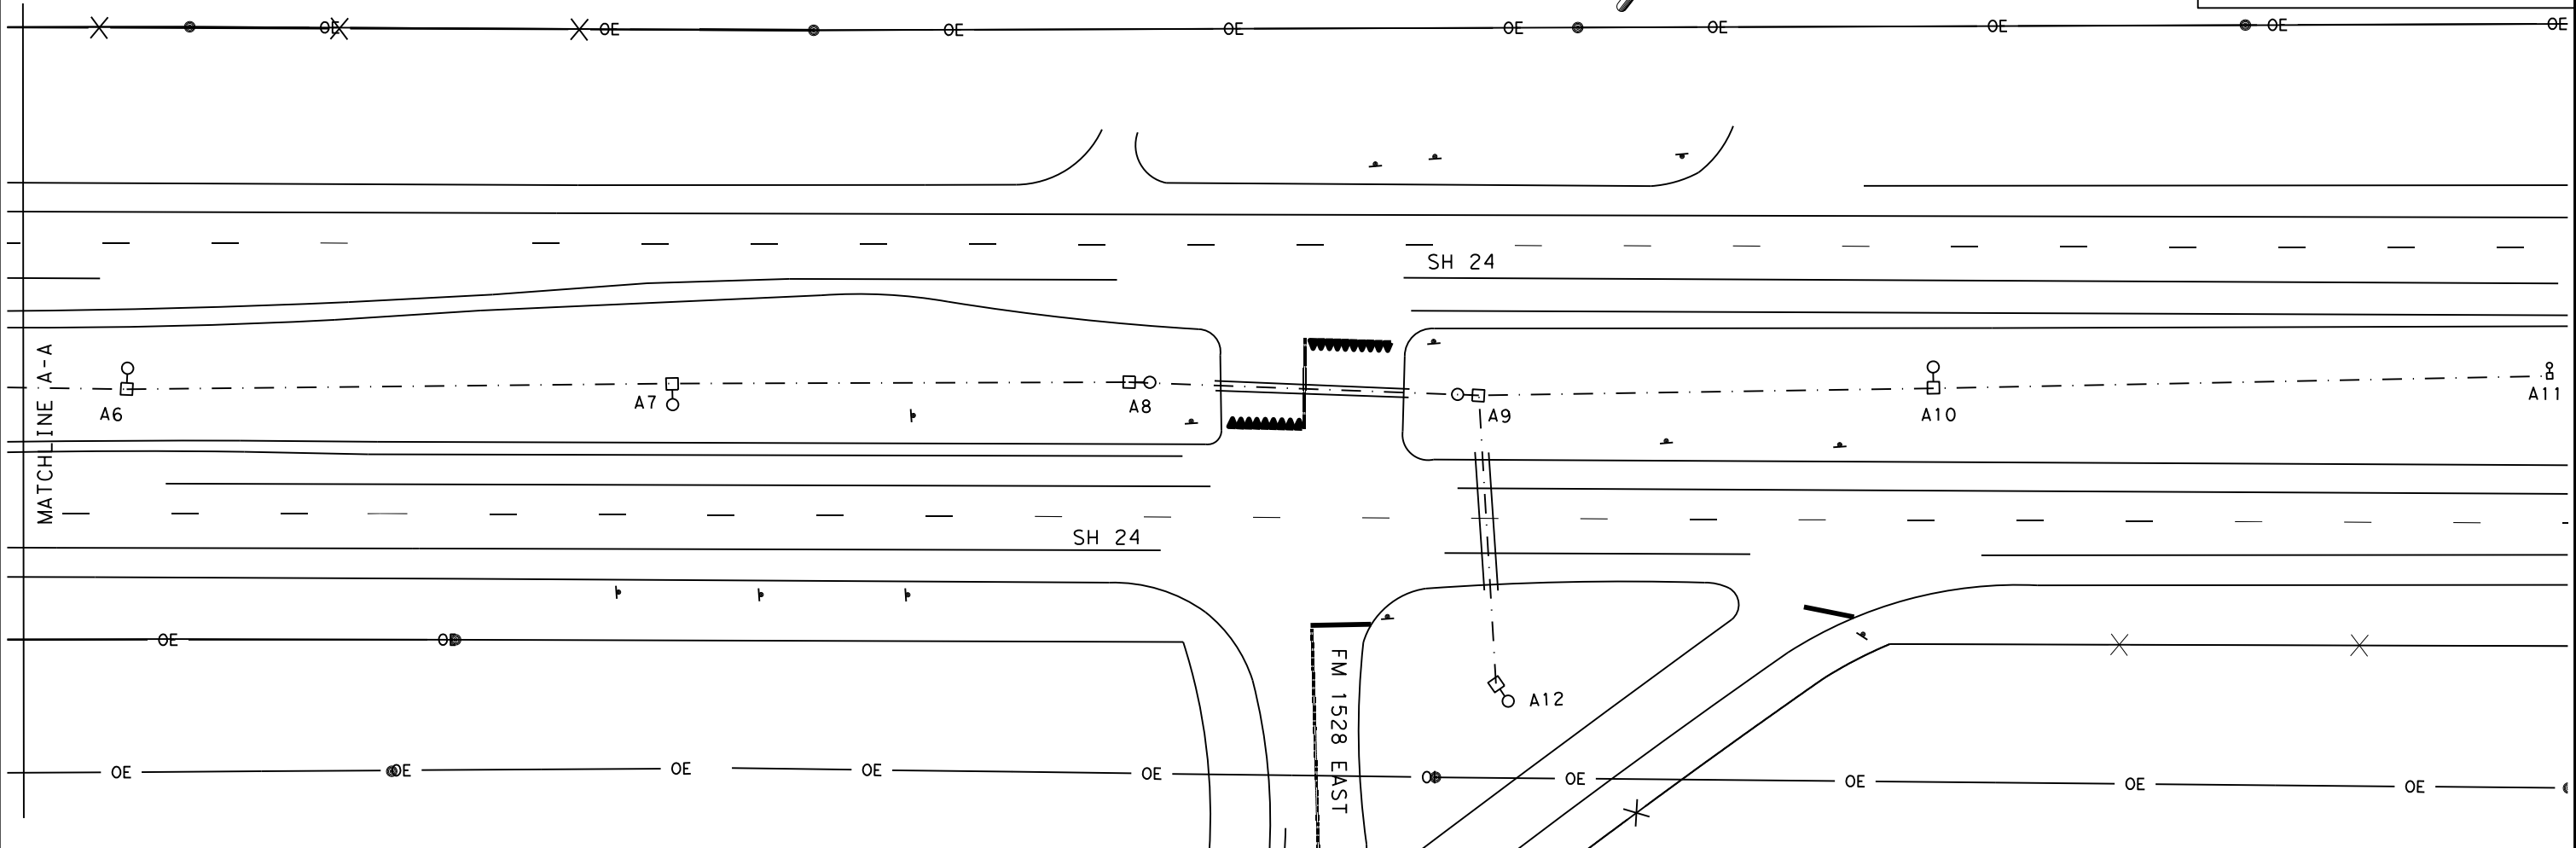 OE OE OE OE OE OE OE OE OE
SH 24
MATCHLINE A-A
A6
A7
A8
A9
A10
A11
SH 24
OE OE
FM 1528 EAST
A12
OE OE OE OE OE OE OE OE OE OE